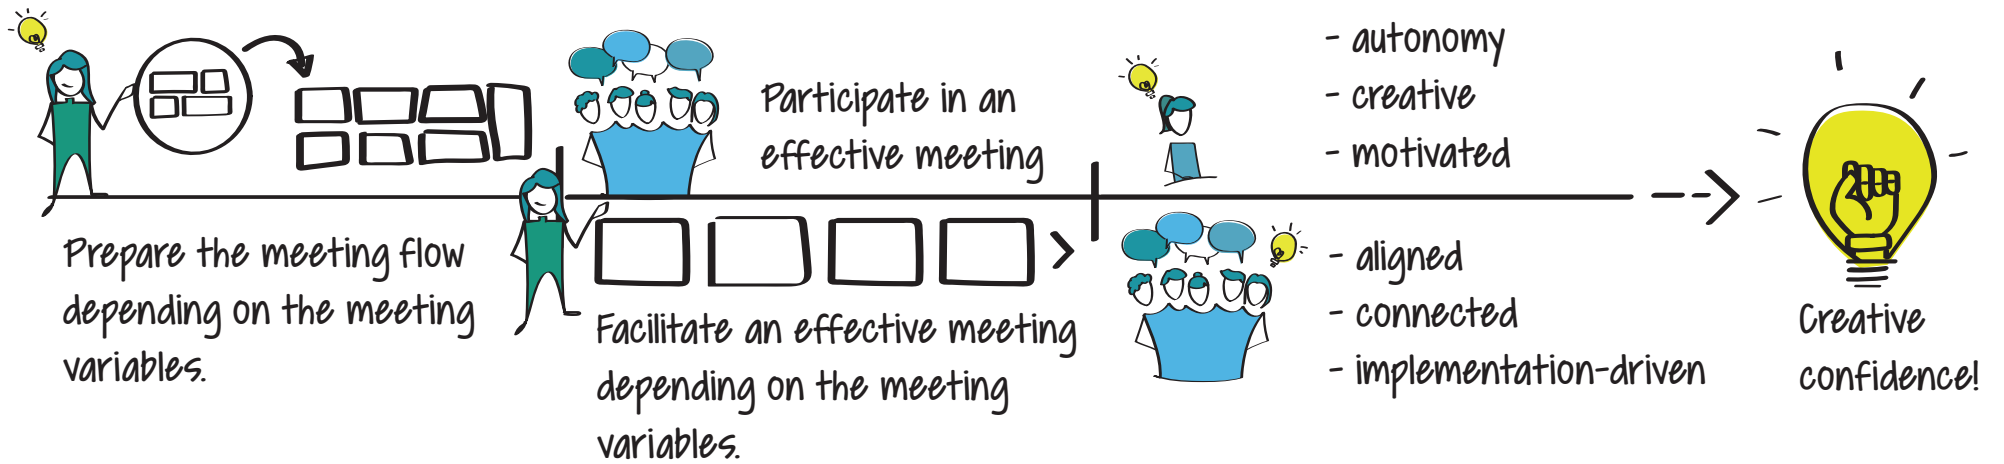 Prepare the meeting flow
depending on the meeting
variables.
Participate in an
effective meeting
Facilitate an effective meeting
depending on the meeting
variables.
- autonomy
- creative
- motivated
- aligned
- connected
- implementation-driven
Creative
confidence!